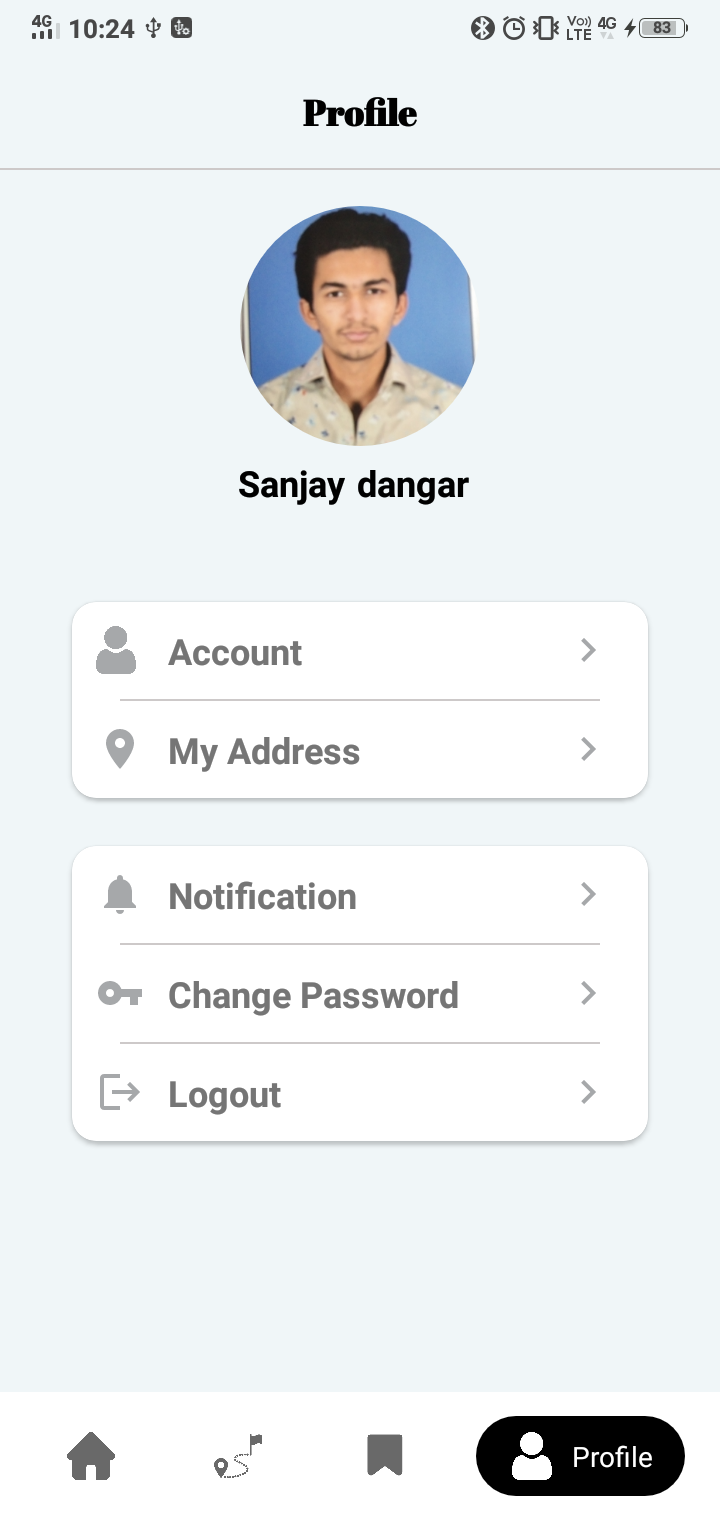 4G 10:24 Vo)) LTE 4G 83
Profile
Sanjay dangar
Account
My Address
Notification
Change Password
Logout
Profile